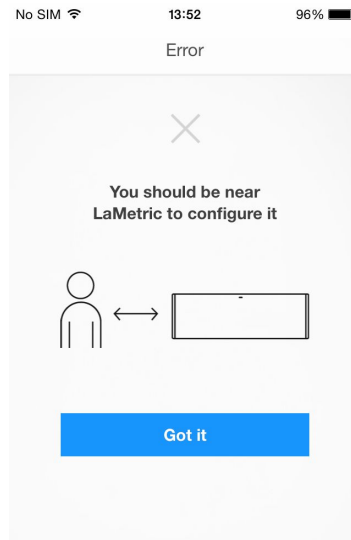 No SIM 13:52 96%
Error
You should be near
LaMetric to configure it
Got it